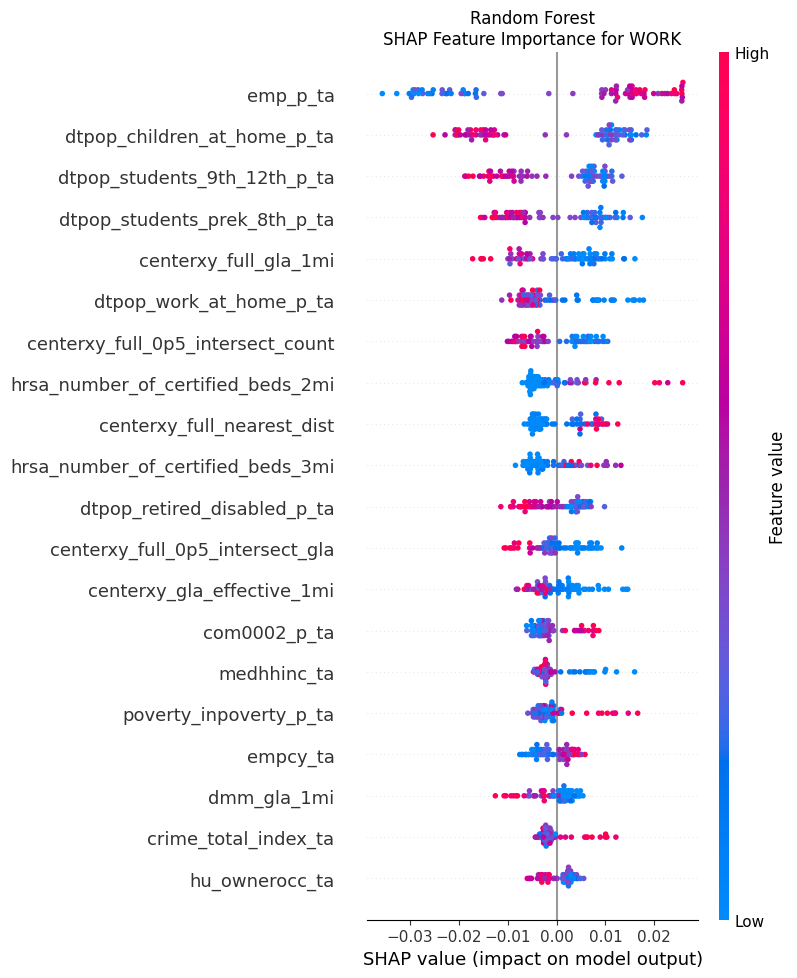 Random Forest
SHAP Feature Importance for WORK
High
emp_p_ta
dtpop_children_at_home_p_ta
dtpop_students_9th_12th_p_ta
dtpop_students_prek_8th_p_ta
centerxy_full_gla_1mi
dtpop_work_at_home_p_ta
centerxy_full_0p5_intersect_count
hrsa_number_of_certified_beds_2mi
centerxy_full_nearest_dist
hrsa_number_of_certified_beds_3mi
dtpop_retired_disabled_p_ta
centerxy_full_0p5_intersect_gla
centerxy_gla_effective_1mi
com0002_p_ta
medhhinc_ta
poverty_inpoverty_p_ta
empcy_ta
dmm_gla_1mi
crime_total_index_ta
hu_ownerocc_ta
Feature value
Low
−0.03 −0.02 −0.01 0.00 0.01 0.02
SHAP value (impact on model output)